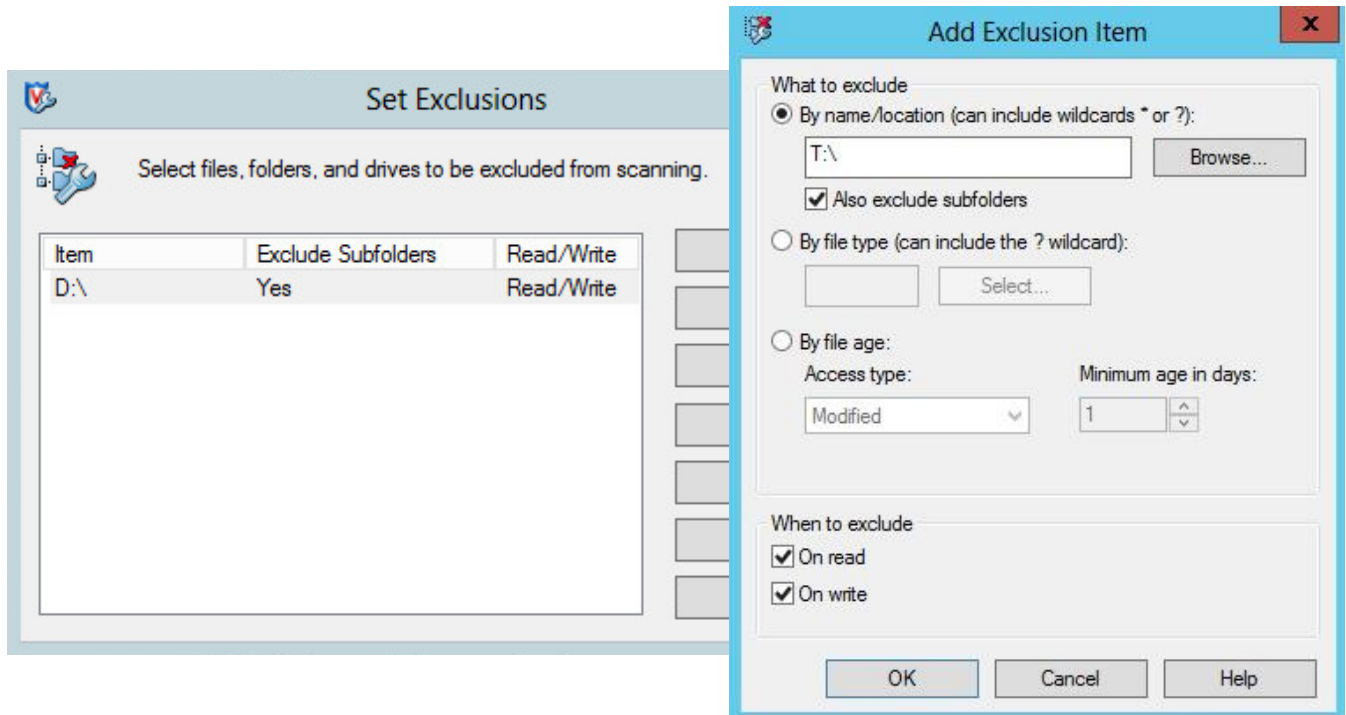 Set Exclusions
Select files, folders, and drives to be excluded from scanning.
Item Exclude Subfolders Read/Write
D:\ Yes Read/Write
Add Exclusion Item
x
What to exclude
By name/location (can include wildcards * or ?):
T:\ Browse...
Also exclude subfolders
By file type (can include the ? wildcard):
Select...
By file age:
Access type: Minimum age in days:
Modified 1
When to exclude
On read
On write
OK Cancel Help